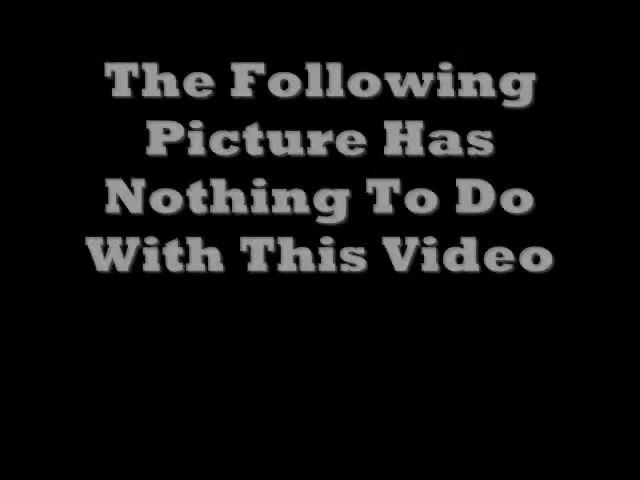 The Following
Picture Has
Nothing To Do
With This Video